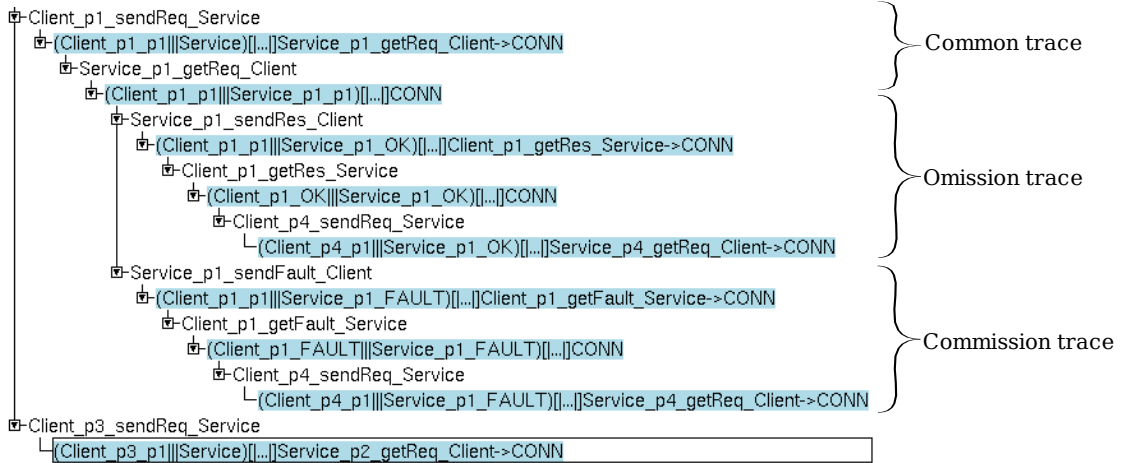 Client_p1_sendReq_Service
(Client_p1_p1|||Service)[|...|]Service_p1_getReq_Client->CONN
Common trace
Service_p1_getReq_Client
(Client_p1_p1|||Service_p1_p1)[|...|]CONN
Service_p1_sendRes_Client
(Client_p1_p1|||Service_p1_OK)[|...|]Client_p1_getRes_Service->CONN
Client_p1_getRes_Service
Omission trace
(Client_p1_OK|||Service_p1_OK)[|...|]CONN
Client_p4_sendReq_Service
(Client_p4_p1|||Service_p1_OK)[|...|]Service_p4_getReq_Client->CONN
Service_p1_sendFault_Client
(Client_p1_p1|||Service_p1_FAULT)[|...|]Client_p1_getFault_Service->CONN
Client_p1_getFault_Service
Commission trace
(Client_p1_FAULT|||Service_p1_FAULT)[|...|]CONN
Client_p4_sendReq_Service
(Client_p4_p1|||Service_p1_FAULT)[|...|]Service_p4_getReq_Client->CONN
Client_p3_sendReq_Service
(Client_p3_p1|||Service)[|...|]Service_p2_getReq_Client->CONN